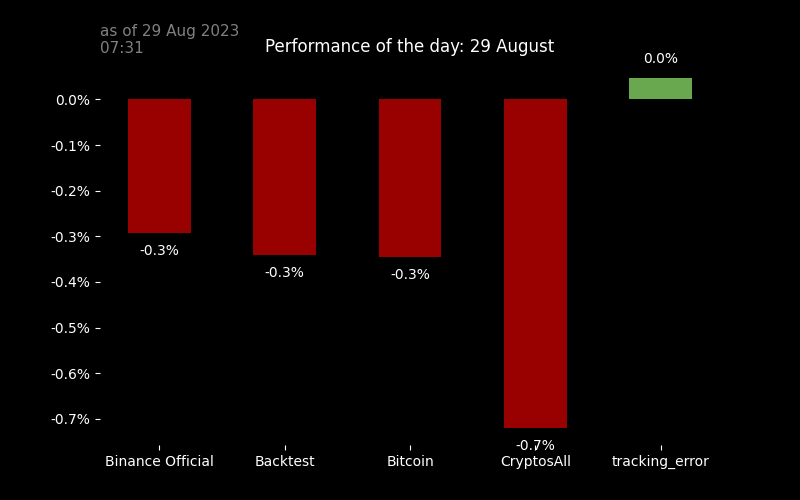 as of 29 Aug 2023
07:31
Performance of the day: 29 August
0.0%
0.0%
-0.1%
-0.2%
-0.3%
-0.3%
-0.3%
-0.3%
-0.4%
-0.5%
-0.6%
-0.7%
-0.7%
Binance Official
Backtest
Bitcoin
CryptosAll
tracking_error